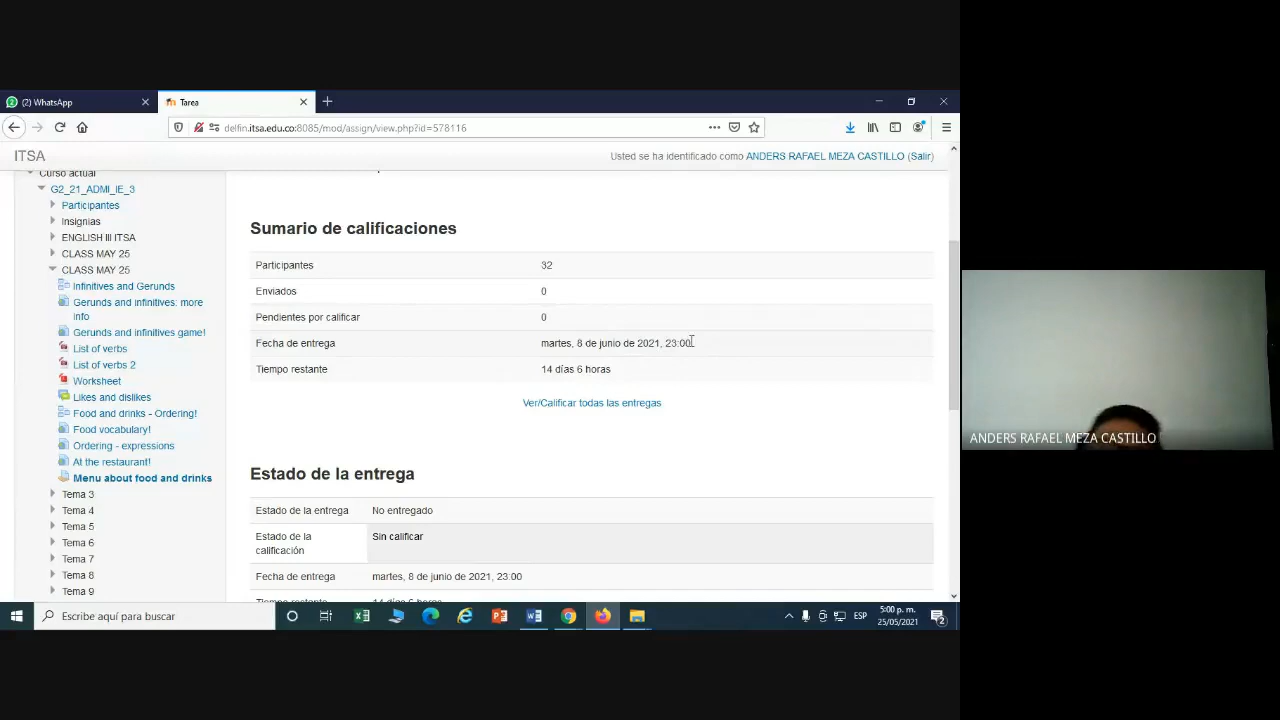 (2) WhatsApp
Tarea
delfin.itsa.edu.co:8085/mod/assign/view.php?id=578116
ITSA
Usted se ha identificado como ANDERS RAFAEL MEZA CASTILLO (Salir)
Curso actual
G2_21_ADMI_IE_3
Participantes
Insignias
ENGLISH III ITSA
CLASS MAY 25
CLASS MAY 25
Infinitives and Gerunds
Gerunds and infinitives: more
info
Gerunds and infinitives game!
List of verbs
List of verbs 2
Worksheet
Likes and dislikes
Food and drinks - Ordering!
Food vocabulary!
Ordering - expressions
At the restaurant!
Menu about food and drinks
Tema 3
Tema 4
Tema 5
Tema 6
Tema 7
Tema 8
Tema 9
Sumario de calificaciones
Participantes 32
Enviados 0
Pendientes por calificar 0
Fecha de entrega martes, 8 de junio de 2021, 23:00
Tiempo restante 14 días 6 horas
Ver/Calificar todas las entregas
Estado de la entrega
Estado de la entrega No entregado
Estado de la Sin calificar
calificación
Fecha de entrega martes, 8 de junio de 2021, 23:00
Tiempo restante 14 días 6 horas
Escribe aquí para buscar
ESP
5:00 p. m.
25/05/2021
2
ANDERS RAFAEL MEZA CASTILLO